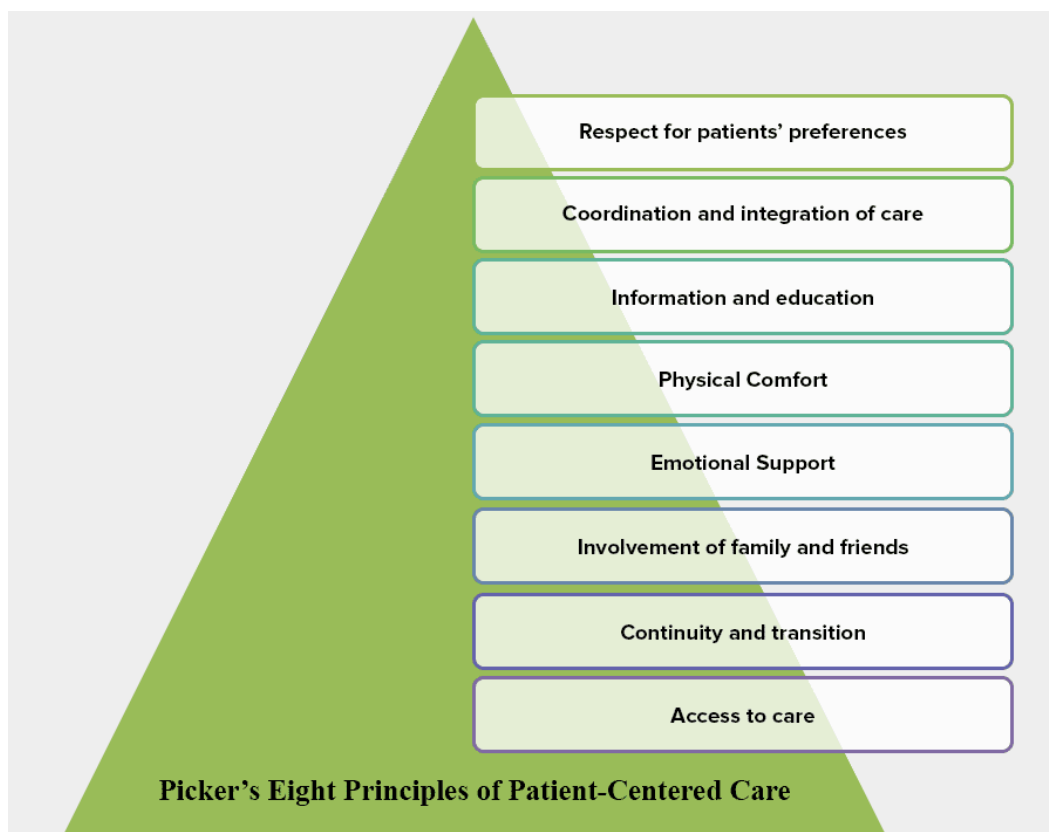 Respect for patients’ preferences
Coordination and integration of care
Information and education
Physical Comfort
Emotional Support
Involvement of family and friends
Continuity and transition
Access to care
Picker’s Eight Principles of Patient-Centered Care